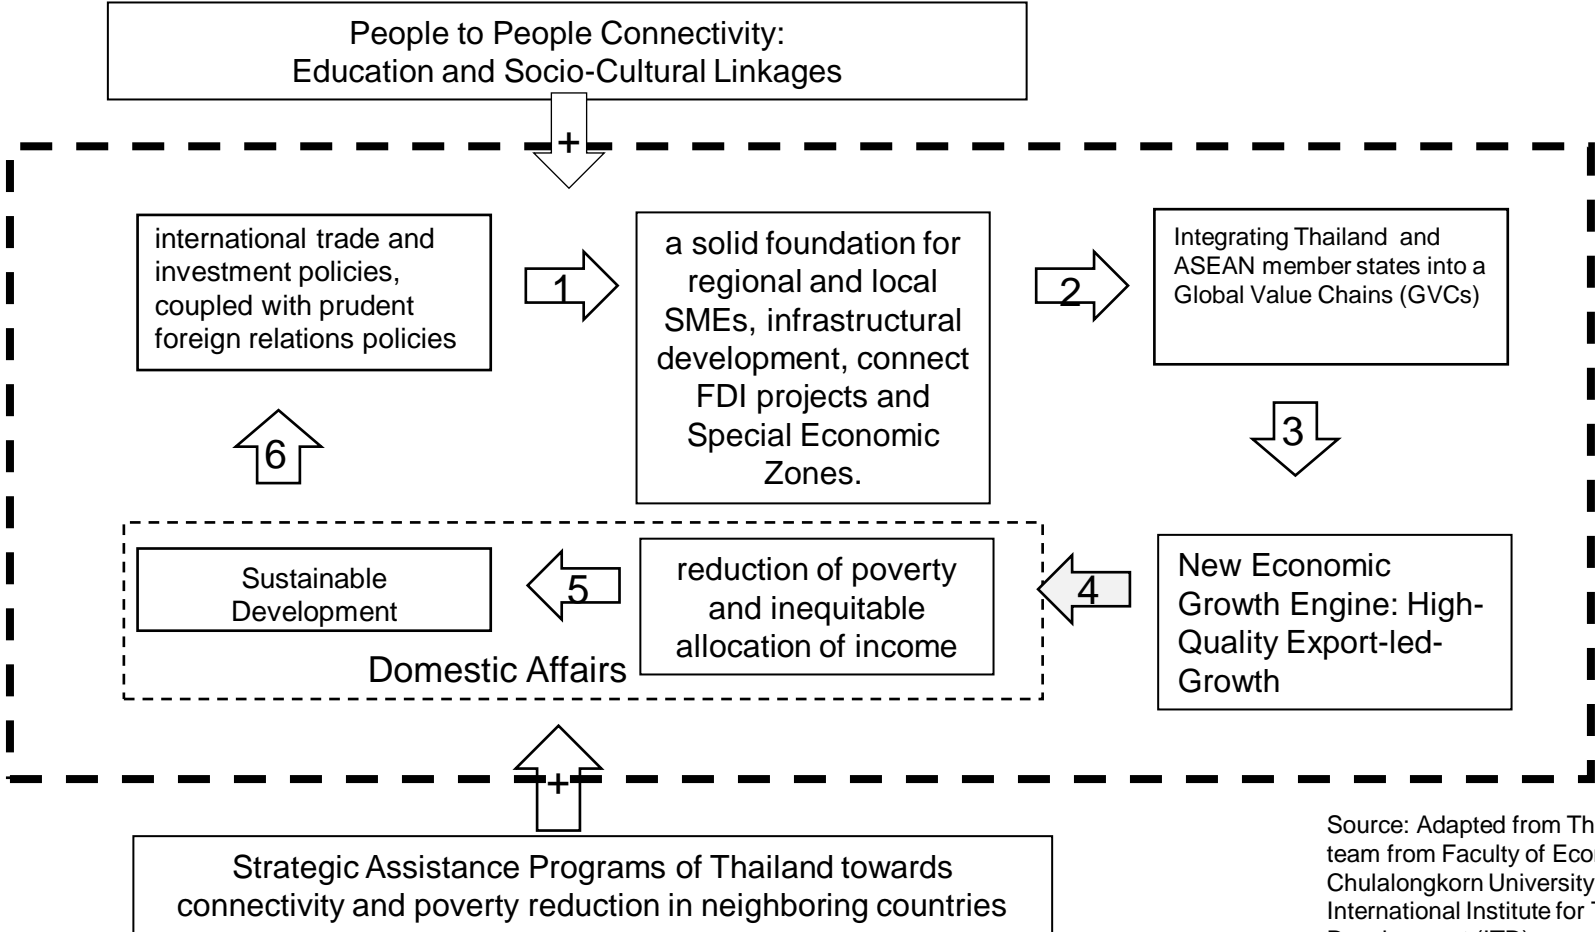 People to People Connectivity:
Education and Socio-Cultural Linkages
+
international trade and
investment policies,
coupled with prudent
foreign relations policies
1
a solid foundation for
regional and local
SMEs, infrastructural
development, connect
FDI projects and
Special Economic
Zones.
2
Integrating Thailand and
ASEAN member states into a
Global Value Chains (GVCs)
3
New Economic
Growth Engine: High-
Quality Export-led-
Growth
4
reduction of poverty
and inequitable
allocation of income
5
Sustainable
Development
Domestic Affairs
6
+
Strategic Assistance Programs of Thailand towards
connectivity and poverty reduction in neighboring countries
Source: Adapted from
team from Faculty of
Chulalongkorn University
International Institute for